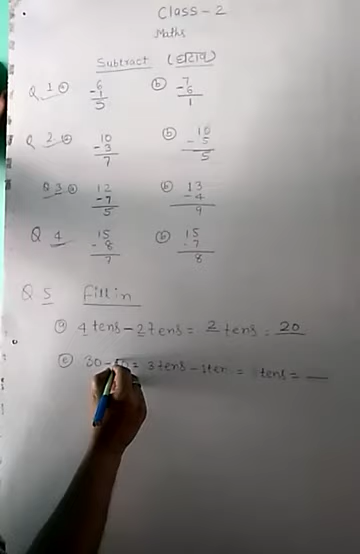 Class-2
Maths
Subtract (घटाव)
Q 1 (a) 6 - 1 5 (b) 7 - 6 1
Q 2 (a) 10 - 3 7 (b) 10 - 5 5
Q 3 (a) 12 - 7 5 (b) 13 - 4 9
Q 4 15 - 8 7 (b) 15 - 7 8
Q 5 Fill in
4 tens - 2 tens = 2 tens = 20
30 - = 3 tens - 1 ten = tens = __